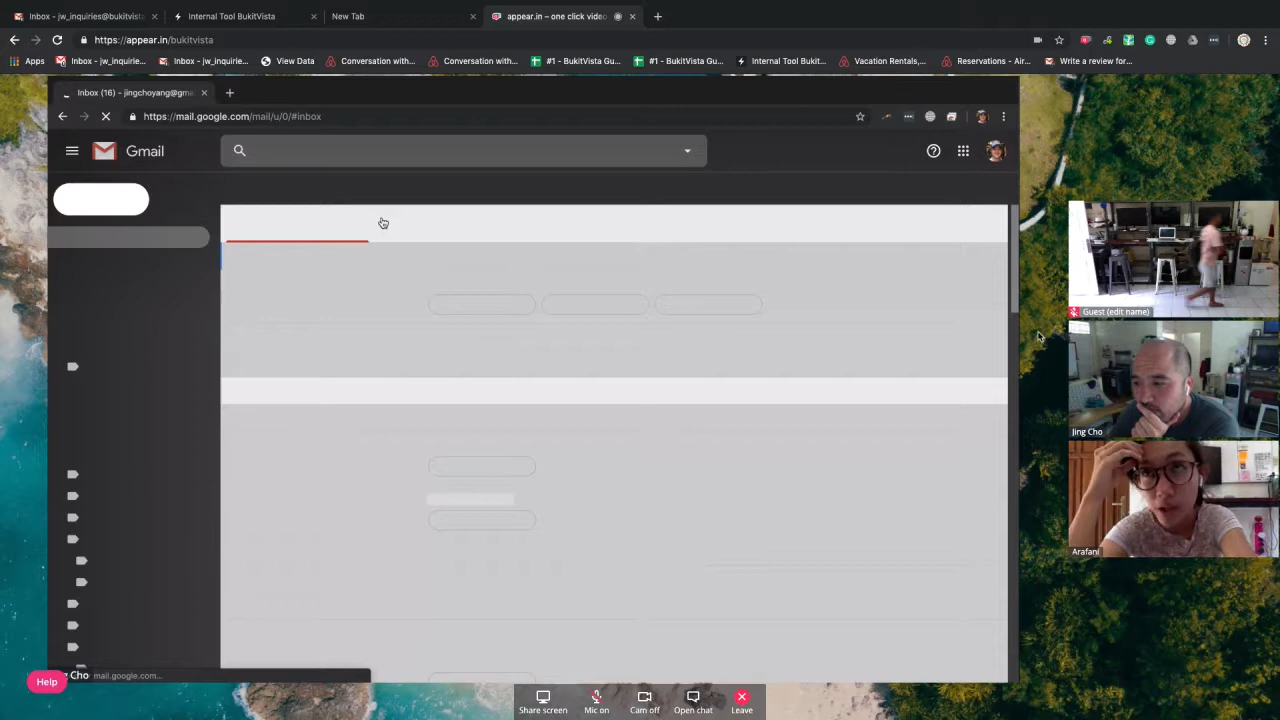 Inbox - jw_inquiries@bukitvista
Internal Tool BukitVista
New Tab
appear.in – one click video
https://appear.in/bukitvista
Apps
Inbox - jw_inquirie...
Inbox - jw_inquirie...
View Data
Conversation with...
Conversation with...
#1 - BukitVista Gu...
#1 - BukitVista Gu...
Internal Tool Bukit...
Vacation Rentals,...
Reservations - Air...
Write a review for...
Inbox (16) - jingchoyang@gma
https://mail.google.com/mail/u/0/#inbox
Gmail
Guest (edit name)
Jing Cho
Arafani
Help
g Cho
mail.google.com...
Share screen
Mic on
Cam off
Open chat
Leave